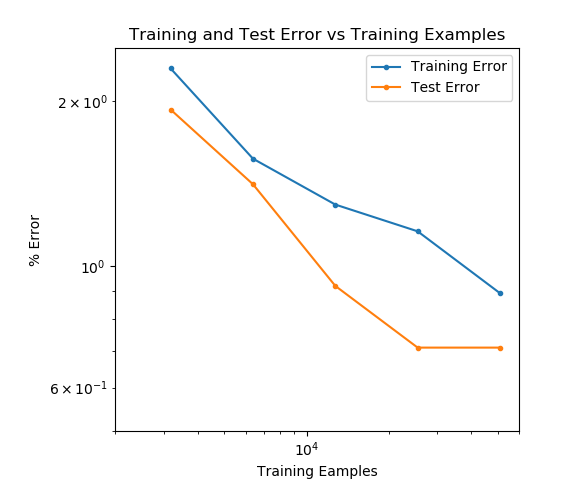 Training and Test Error vs Training Examples
Training Error
Test Error
2 × 10⁰
10⁰
6 × 10⁻¹
% Error
10⁴
Training Eamples